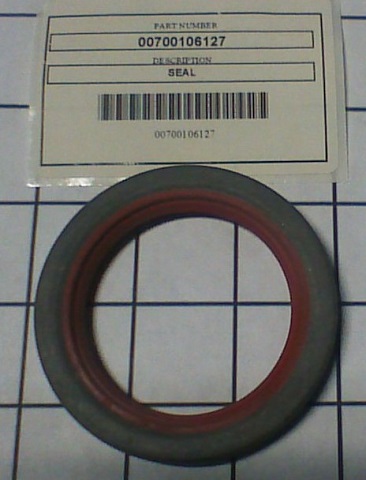 PART NUMBER
00700106127
DESCRIPTION
SEAL
00700106127